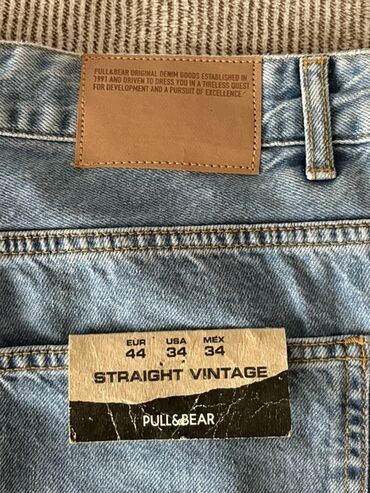 PULL&BEAR ORIGINAL DENIM GOODS ESTABLISHED IN
1991 AND DRIVEN TO DRESS YOU IN A TIRELESS QUEST
FOR DEVELOPMENT AND A PURSUIT OF EXCELLENCE
EUR USA MEX
44 34 34
STRAIGHT VINTAGE
PULL&BEAR